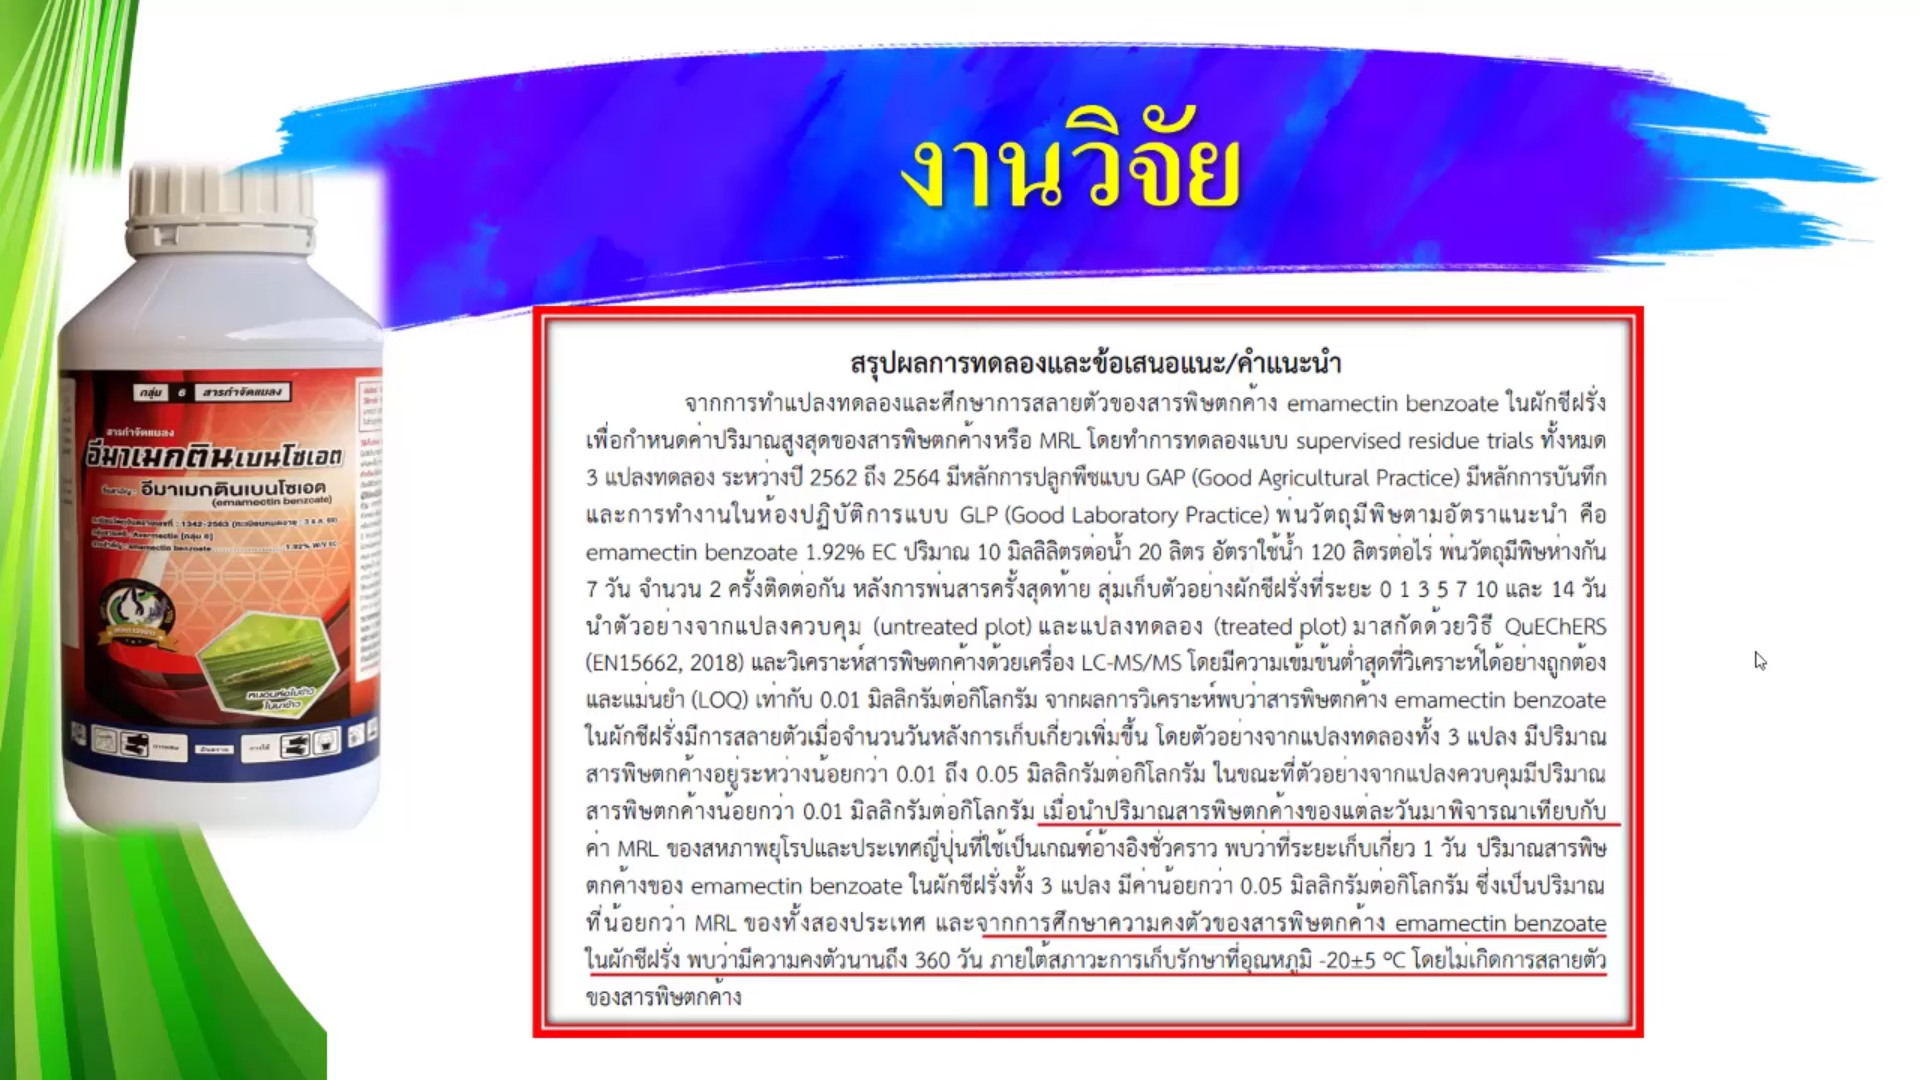 งานวิจัย
กลุ่ม 6 สารกำจัดแมลง
สารกำจัดแมลง
อีมาเมกตินเบนโซเอต
ชื่อสามัญ : อีมาเมกตินเบนโซเอต
(emamectin benzoate)
หนอนห่อใบข้าว
ในนาข้าว
สรุปผลการทดลองและข้อเสนอแนะ/คำแนะนำ
จากการทำแปลงทดลองและศึกษาการสลายตัวของสารพิษตกค้าง emamectin benzoate ในผักชีฝรั่ง
เพื่อกำหนดค่าปริมาณสูงสุดของสารพิษตกค้างหรือ MRL โดยทำการทดลองแบบ supervised residue trials ทั้งหมด
3 แปลงทดลอง ระหว่างปี 2562 ถึง 2564 มีหลักการปลูกพืชแบบ GAP (Good Agricultural Practice) มีหลักการบันทึก
และการทำงานในห้องปฏิบัติการแบบ GLP (Good Laboratory Practice) พ่นวัตถุมีพิษตามอัตราแนะนำ คือ
emamectin benzoate 1.92% EC ปริมาณ 10 มิลลิลิตรต่อน้ำ 20 ลิตร อัตราใช้น้ำ 120 ลิตรต่อไร่ พ่นวัตถุมีพิษห่างกัน
7 วัน จำนวน 2 ครั้งติดต่อกัน หลังการพ่นสารครั้งสุดท้าย สุ่มเก็บตัวอย่างผักชีฝรั่งที่ระยะ 0 1 3 5 7 10 และ 14 วัน
นำตัวอย่างจากแปลงควบคุม (untreated plot) และแปลงทดลอง (treated plot) มาสกัดด้วยวิธี QuEChERS
(EN15662, 2018) และวิเคราะห์สารพิษตกค้างด้วยเครื่อง LC-MS/MS โดยมีความเข้มข้นต่ำสุดที่วิเคราะห์ได้อย่างถูกต้อง
และแม่นยำ (LOQ) เท่ากับ 0.01 มิลลิกรัมต่อกิโลกรัม จากผลการวิเคราะห์พบว่าสารพิษตกค้าง emamectin benzoate
ในผักชีฝรั่งมีการสลายตัวเมื่อจำนวนวันหลังการเก็บเกี่ยวเพิ่มขึ้น โดยตัวอย่างจากแปลงทดลองทั้ง 3 แปลง มีปริมาณ
สารพิษตกค้างอยู่ระหว่างน้อยกว่า 0.01 ถึง 0.05 มิลลิกรัมต่อกิโลกรัม ในขณะที่ตัวอย่างจากแปลงควบคุมมีปริมาณ
สารพิษตกค้างน้อยกว่า 0.01 มิลลิกรัมต่อกิโลกรัม เมื่อนำปริมาณสารพิษตกค้างของแต่ละวันมาพิจารณาเทียบกับ
ค่า MRL ของสหภาพยุโรปและประเทศญี่ปุ่นที่ใช้เป็นเกณฑ์อ้างอิงชั่วคราว พบว่าที่ระยะเก็บเกี่ยว 1 วัน ปริมาณสารพิษ
ตกค้างของ emamectin benzoate ในผักชีฝรั่งทั้ง 3 แปลง มีค่าน้อยกว่า 0.05 มิลลิกรัมต่อกิโลกรัม ซึ่งเป็นปริมาณ
ที่น้อยกว่า MRL ของทั้งสองประเทศ และจากการศึกษาความคงตัวของสารพิษตกค้าง emamectin benzoate
ในผักชีฝรั่ง พบว่ามีความคงตัวนานถึง 360 วัน ภายใต้สภาวะการเก็บรักษาที่อุณหภูมิ -20±5 ºC โดยไม่เกิดการสลายตัว
ของสารพิษตกค้าง